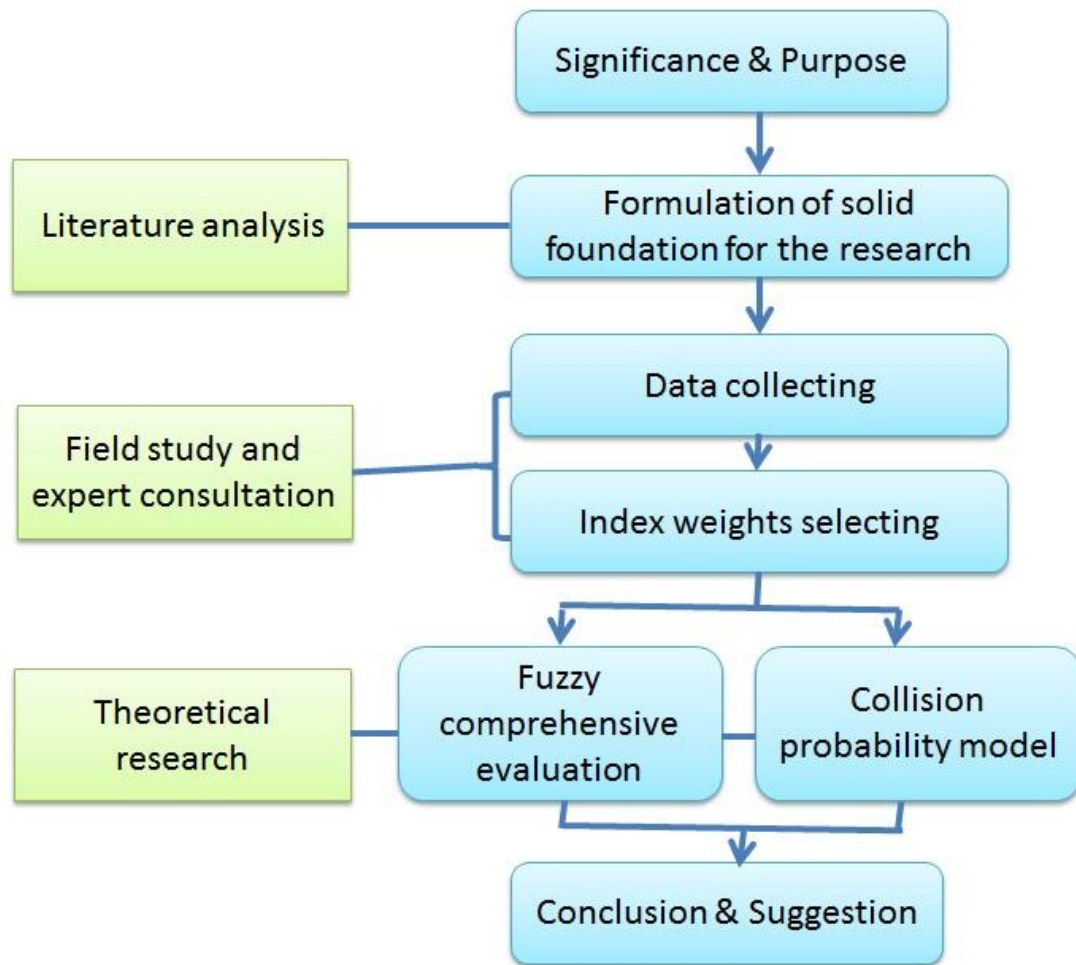 Significance & Purpose
Literature analysis
Formulation of solid
foundation for the research
Data collecting
Field study and
expert consultation
Index weights selecting
Theoretical
research
Fuzzy
comprehensive
evaluation
Collision
probability model
Conclusion & Suggestion